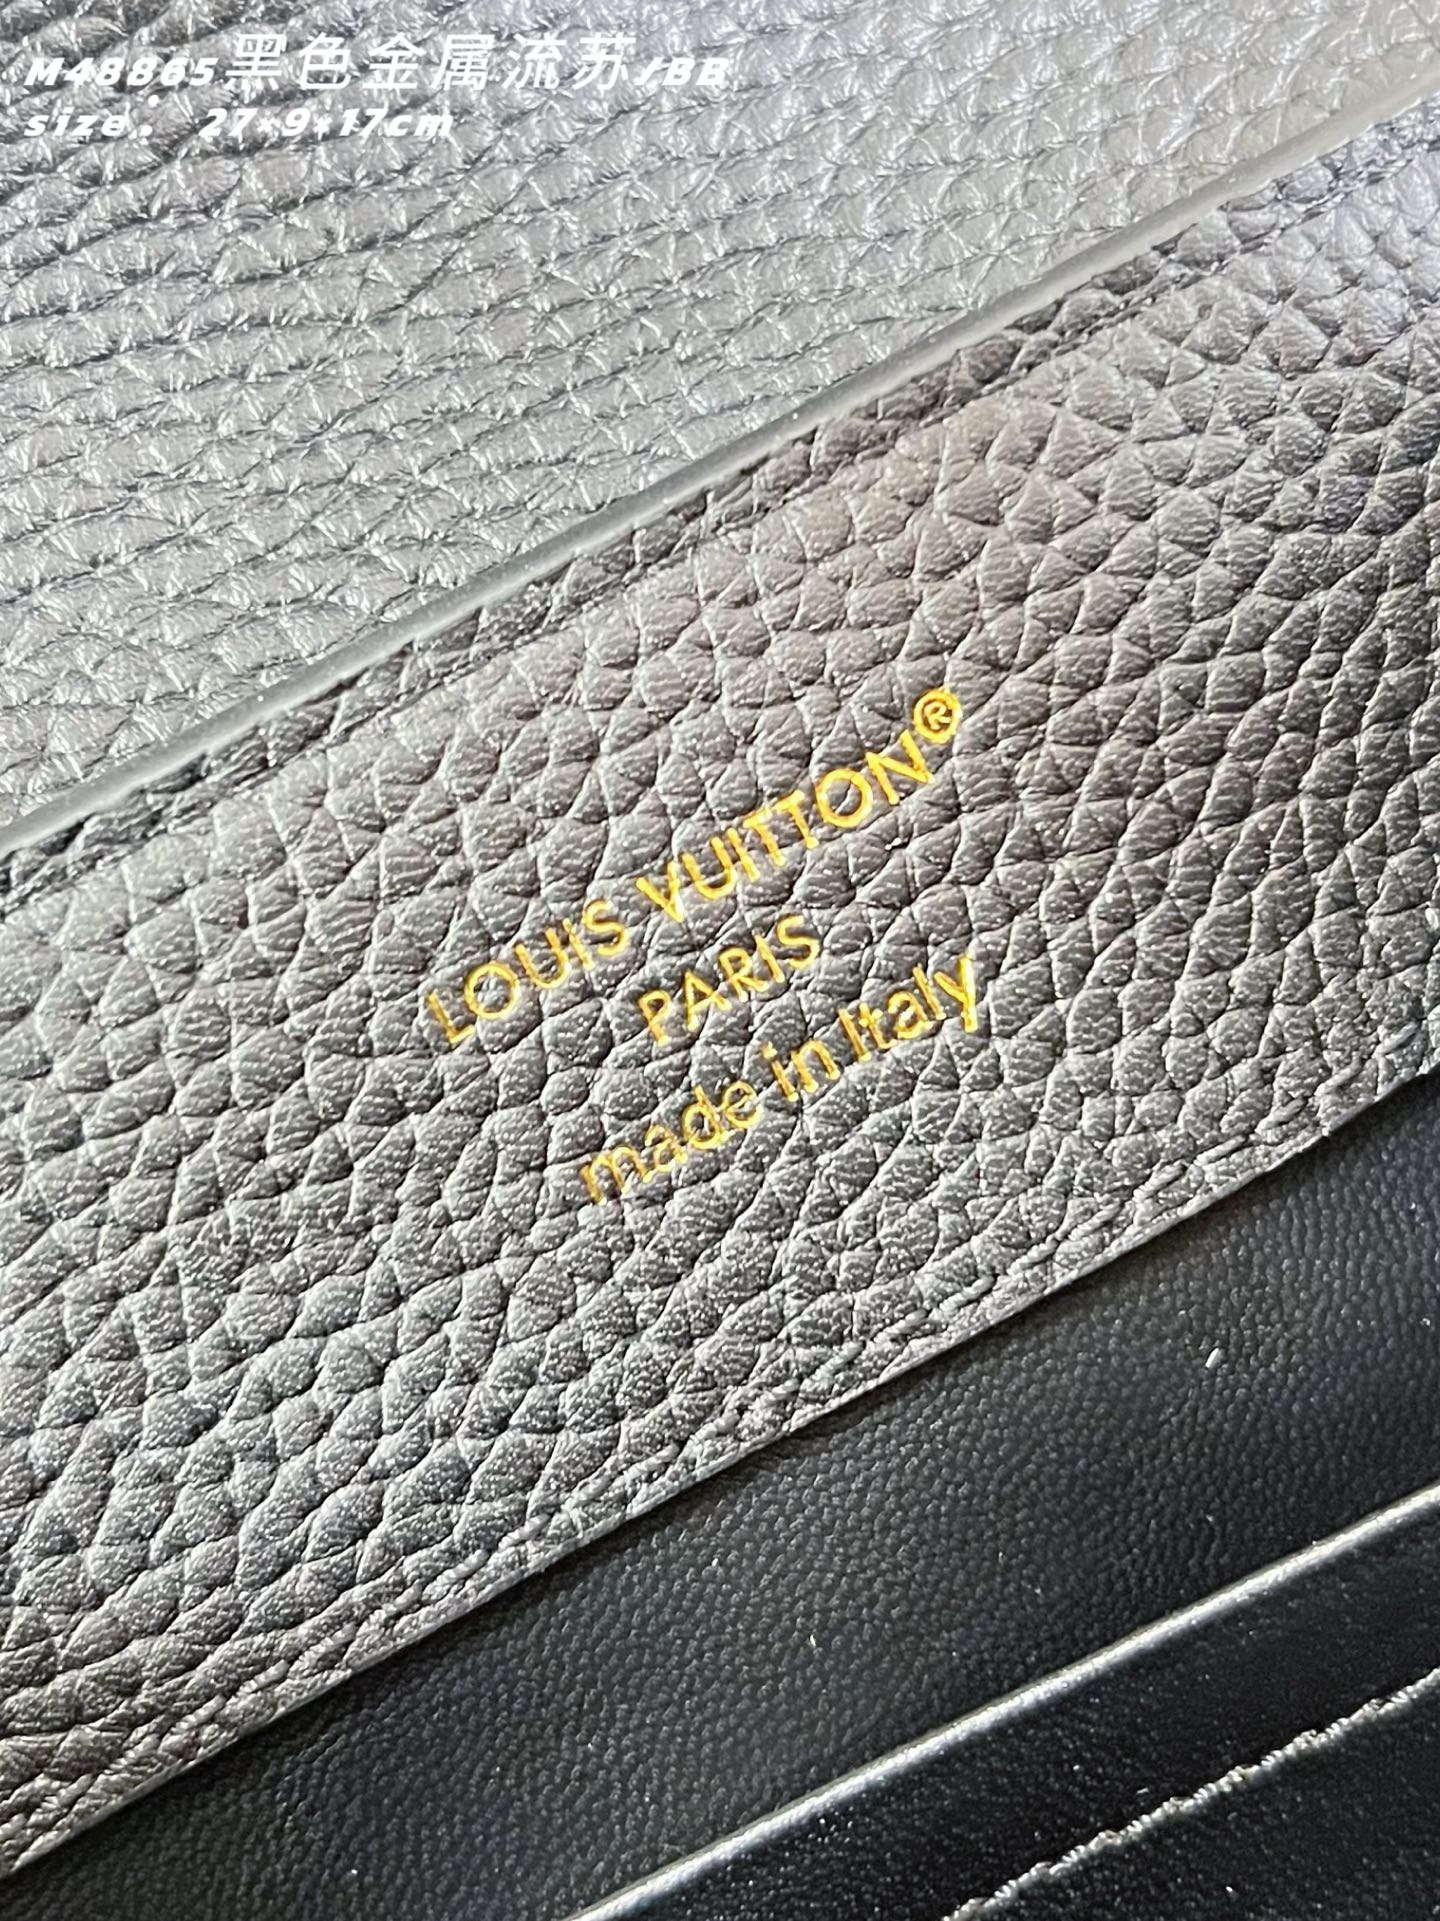 M48865黑色金属流苏/BB
size: 27*9*17cm
LOUIS VUITTON®
PARIS
made in Italy